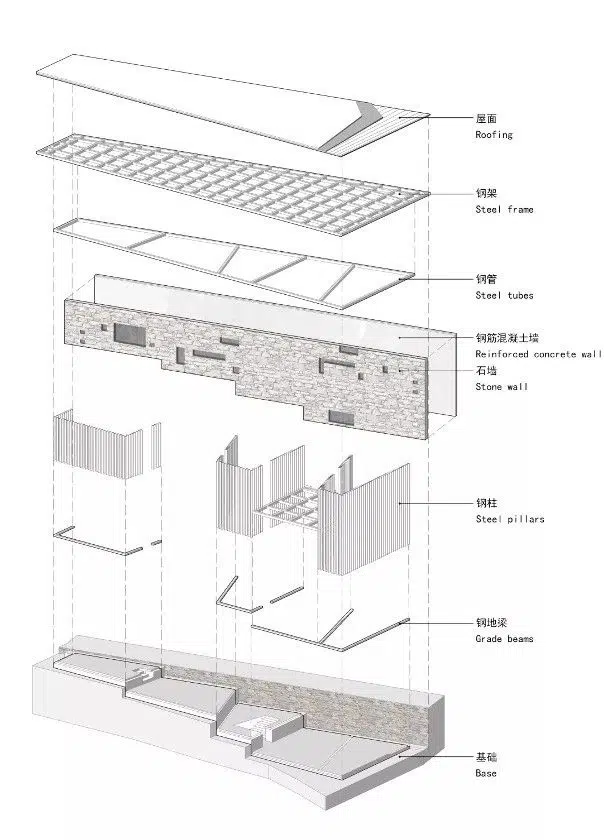 屋面
Roofing
钢架
Steel frame
钢管
Steel tubes
钢筋混凝土墙
Reinforced concrete wall
石墙
Stone wall
钢柱
Steel pillars
钢地梁
Grade beams
基础
Base